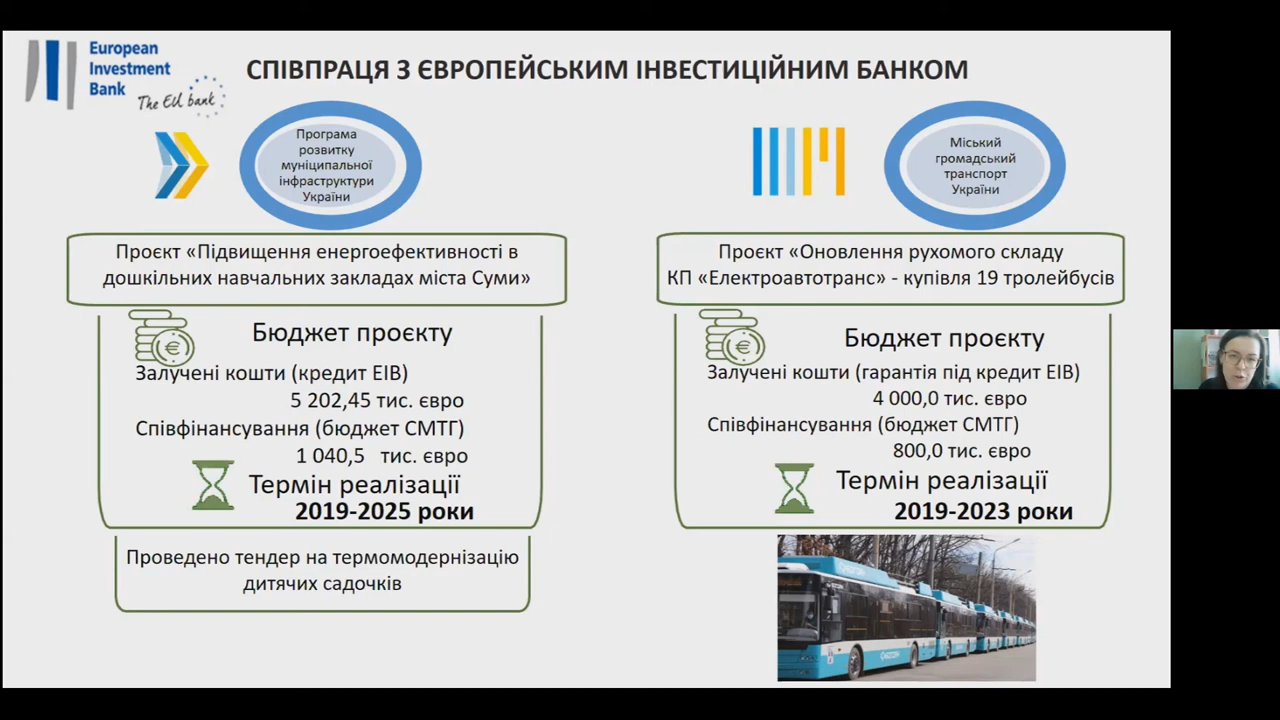 European
Investment
Bank
The EU bank
СПІВПРАЦЯ З ЄВРОПЕЙСЬКИМ ІНВЕСТИЦІЙНИМ БАНКОМ
Програма
розвитку
муніципальної
інфраструктури
України
Проєкт «Підвищення енергоефективності в
дошкільних навчальних закладах міста Суми»
Бюджет проєкту
Залучені кошти (кредит ЕІВ)
5 202,45 тис. євро
Співфінансування (бюджет СМТГ)
1 040,5 тис. євро
Термін реалізації
2019-2025 роки
Проведено тендер на термомодернізацію
дитячих садочків
Міський
громадський
транспорт
України
Проєкт «Оновлення рухомого складу
КП «Електроавтотранс» - купівля 19 тролейбусів
Бюджет проєкту
Залучені кошти (гарантія під кредит ЕІВ)
4 000,0 тис. євро
Співфінансування (бюджет СМТГ)
800,0 тис. євро
Термін реалізації
2019-2023 роки